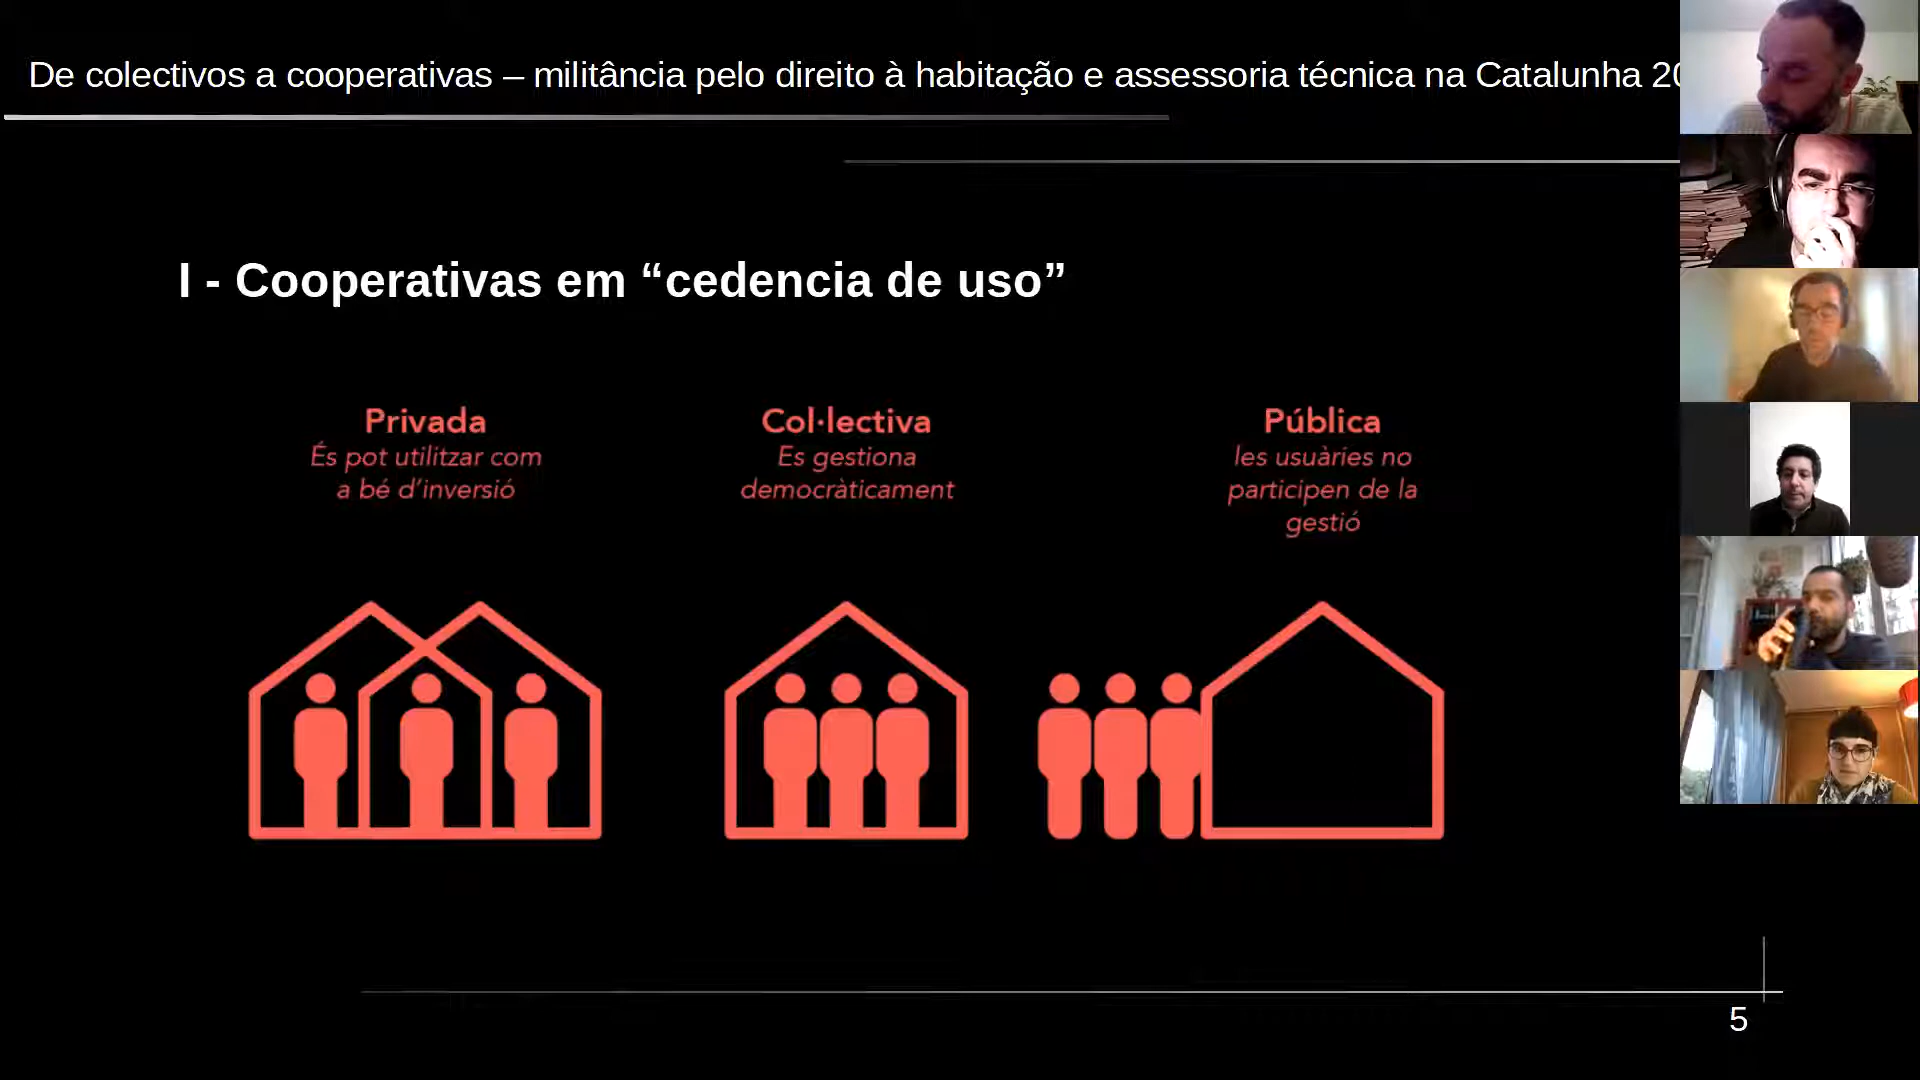 De colectivos a cooperativas – militância pelo direito à habitação e assessoria técnica na Catalunha 20
I - Cooperativas em “cedencia de uso”
Privada
És pot utilitzar com
a bé d’inversió
Col·lectiva
Es gestiona
democràticament
Pública
les usuàries no
participen de la
gestió
5